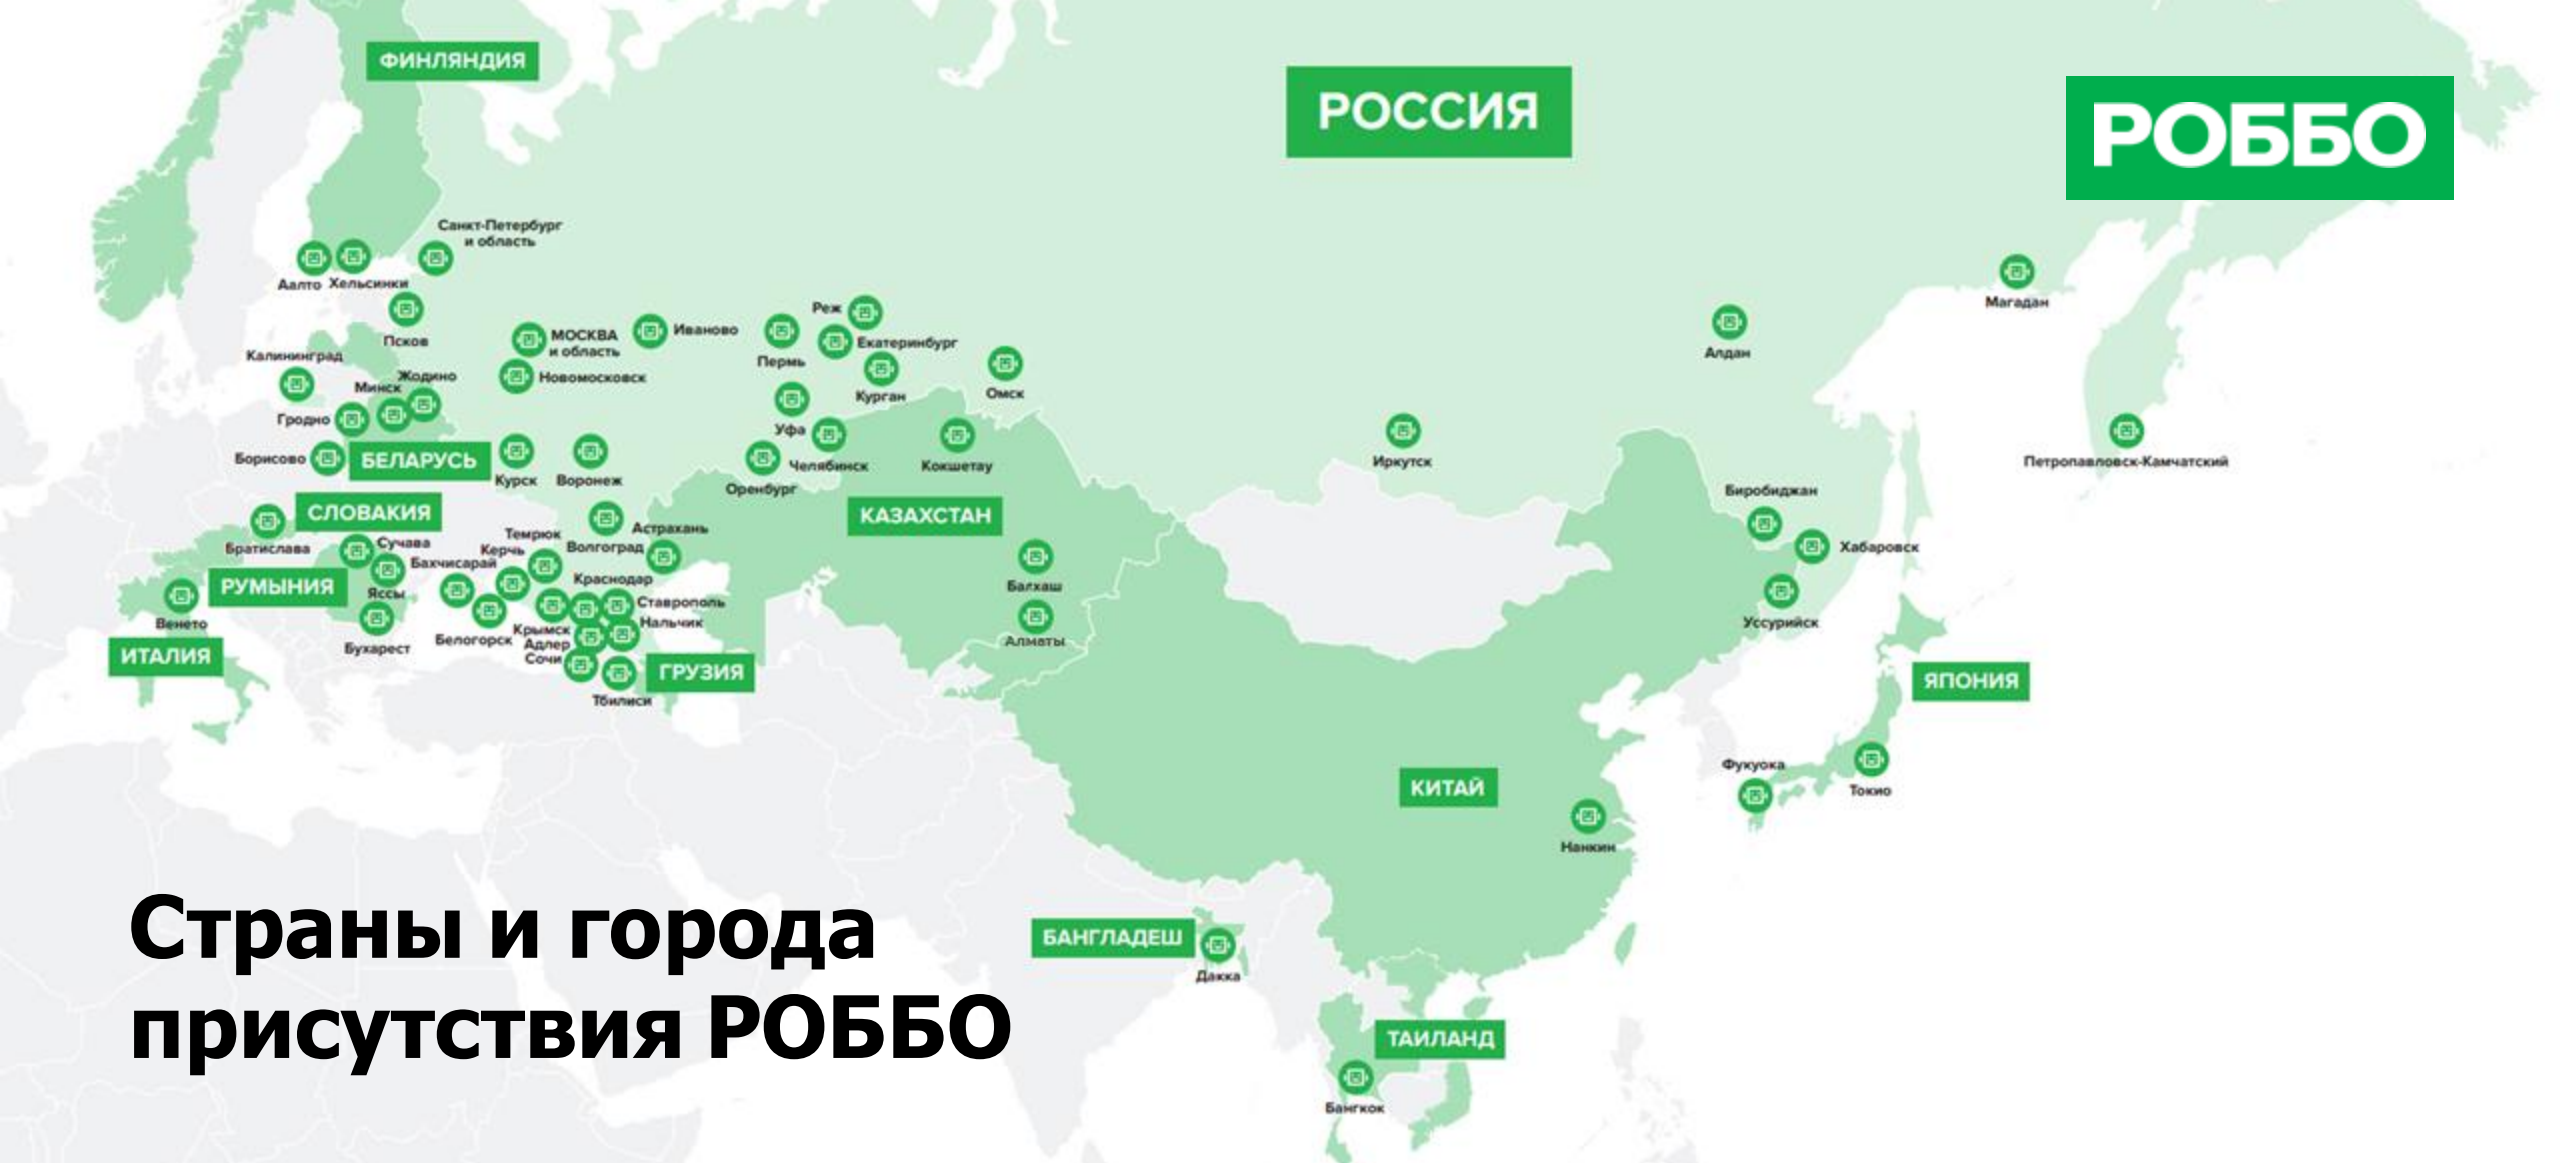 ФИНЛЯНДИЯ
РОССИЯ
РОББО
Санкт-Петербург
и область
Аалто
Хельсинки
Псков
Магадан
Реж
МОСКВА
и область
Иваново
Екатеринбург
Пермь
Алдан
Калининград
Жодино
Минск
Новомосковск
Курган
Омск
Гродно
Уфа
Борисово
БЕЛАРУСЬ
Курск
Воронеж
Челябинск
Кокшетау
Иркутск
Петропавловск-Камчатский
Оренбург
Биробиджан
СЛОВАКИЯ
КАЗАХСТАН
Темрюк
Астрахань
Братислава
Сучава
Керчь
Волгоград
Хабаровск
Бахчисарай
РУМЫНИЯ
Яссы
Краснодар
Балхаш
Ставрополь
Венето
Нальчик
Уссурийск
Белогорск
Крымск
Адлер
Сочи
Алматы
Бухарест
ИТАЛИЯ
ГРУЗИЯ
ЯПОНИЯ
Тбилиси
Фукуока
КИТАЙ
Токио
Нанкин
Страны и города
присутствия РОББО
БАНГЛАДЕШ
Дакка
ТАИЛАНД
Бангкок